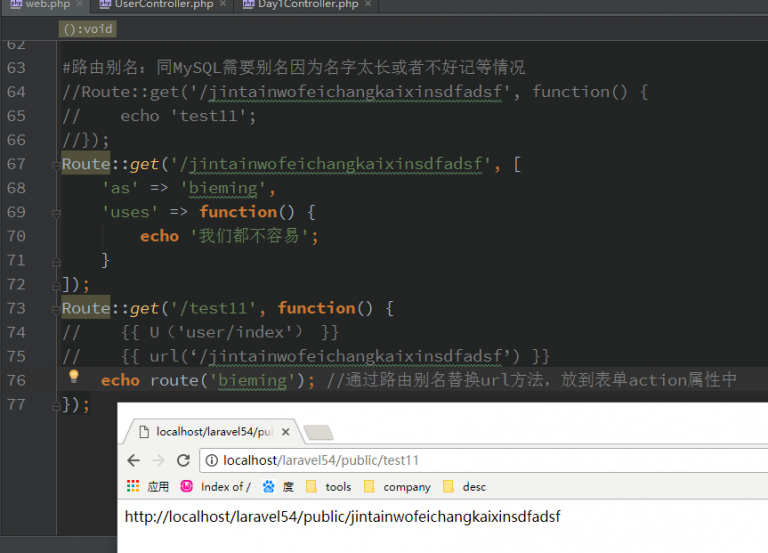 web.php × UserController.php × Day1Controller.php ×
():void
62
63 #路由别名：同MySQL需要别名因为名字太长或者不好记等情况
64 //Route::get('/jintainwofeichangkaixinsdfadsf', function() {
65 //    echo 'test11';
66 //});
67 Route::get('/jintainwofeichangkaixinsdfadsf', [
68     'as' => 'bieming',
69     'uses' => function() {
70         echo '我们都不容易';
71     }
72 ]);
73 Route::get('/test11', function() {
74 //    {{ U（'user/index'） }}
75 //    {{ url(‘/jintainwofeichangkaixinsdfadsf’) }}
76     echo route('bieming'); //通过路由别名替换url方法，放到表单action属性中
77 });
localhost/laravel54/pul ×
localhost/laravel54/public/test11
应用 Index of / 度 tools company desc
http://localhost/laravel54/public/jintainwofeichangkaixinsdfadsf